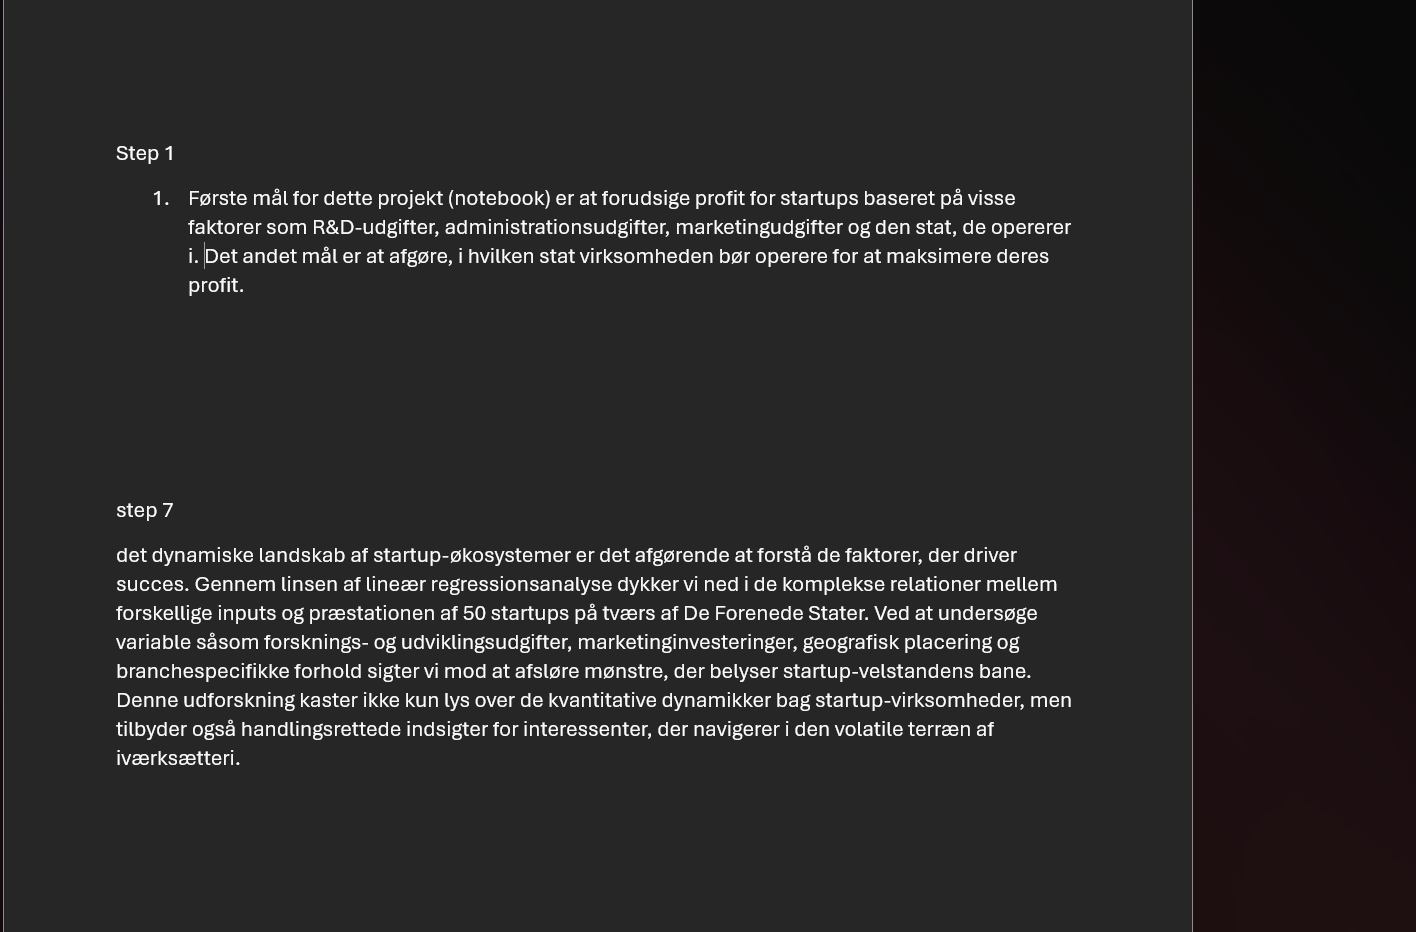 Step 1
1. Første mål for dette projekt (notebook) er at forudsige profit for startups baseret på visse
faktorer som R&D-udgifter, administrationsudgifter, marketingudgifter og den stat, de opererer
i. Det andet mål er at afgøre, i hvilken stat virksomheden bør operere for at maksimere deres
profit.
step 7
det dynamiske landskab af startup-økosystemer er det afgørende at forstå de faktorer, der driver
succes. Gennem linsen af lineær regressionsanalyse dykker vi ned i de komplekse relationer mellem
forskellige inputs og præstationen af 50 startups på tværs af De Forenede Stater. Ved at undersøge
variable såsom forsknings- og udviklingsudgifter, marketinginvesteringer, geografisk placering og
branchespecifikke forhold sigter vi mod at afsløre mønstre, der belyser startup-velstandens bane.
Denne udforskning kaster ikke kun lys over de kvantitative dynamikker bag startup-virksomheder, men
tilbyder også handlingsrettede indsigter for interessenter, der navigerer i den volatile terræn af
iværksætteri.